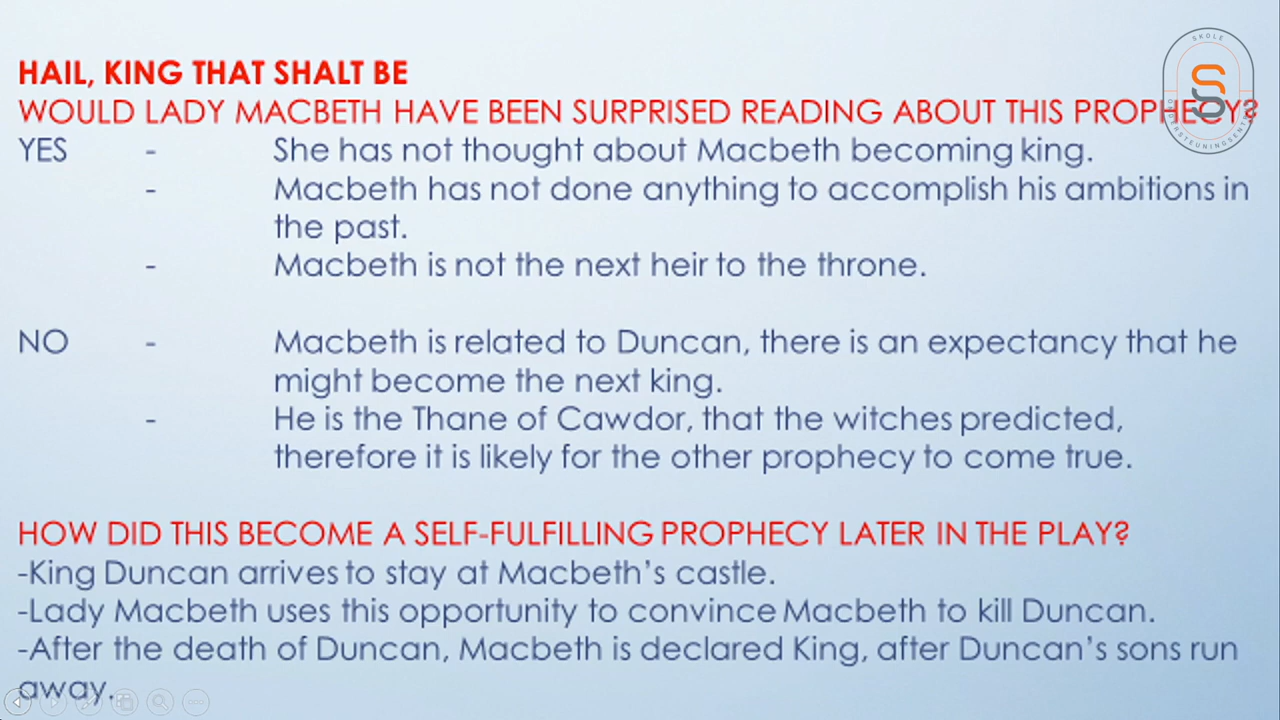 HAIL, KING THAT SHALT BE
WOULD LADY MACBETH HAVE BEEN SURPRISED READING ABOUT THIS PROPHECY?
YES - She has not thought about Macbeth becoming king.
- Macbeth has not done anything to accomplish his ambitions in
the past.
- Macbeth is not the next heir to the throne.
NO - Macbeth is related to Duncan, there is an expectancy that he
might become the next king.
- He is the Thane of Cawdor, that the witches predicted,
therefore it is likely for the other prophecy to come true.
HOW DID THIS BECOME A SELF-FULFILLING PROPHECY LATER IN THE PLAY?
-King Duncan arrives to stay at Macbeth's castle.
-Lady Macbeth uses this opportunity to convince Macbeth to kill Duncan.
-After the death of Duncan, Macbeth is declared King, after Duncan's sons run
away.
SKOLE
ONDERSTEUNINGSENTRUM